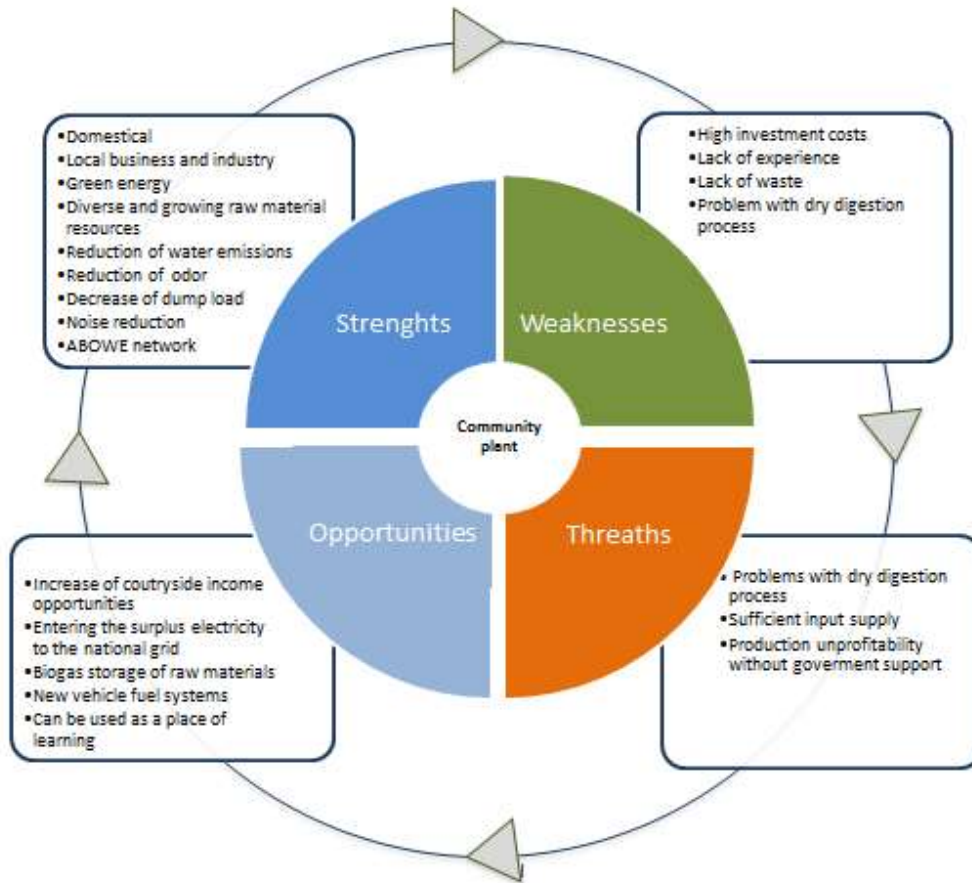 ▪Domestical
▪Local business and industry
▪Green energy
▪Diverse and growing raw material
resources
▪Reduction of water emissions
▪Reduction of odor
▪Decrease of dump load
▪Noise reduction
▪ABOWE network
▪High investment costs
▪Lack of experience
▪Lack of waste
▪Problem with dry digestion
process
Strenghts
Weaknesses
Community
plant
Opportunities
Threaths
▪Increase of coutryside income
opportunities
▪Entering the surplus electricity
to the national grid
▪Biogas storage of raw materials
▪New vehicle fuel systems
▪Can be used as a place of
learning
▪ Problems with dry digestion
process
▪Sufficient input supply
▪Production unprofitability
without goverment support